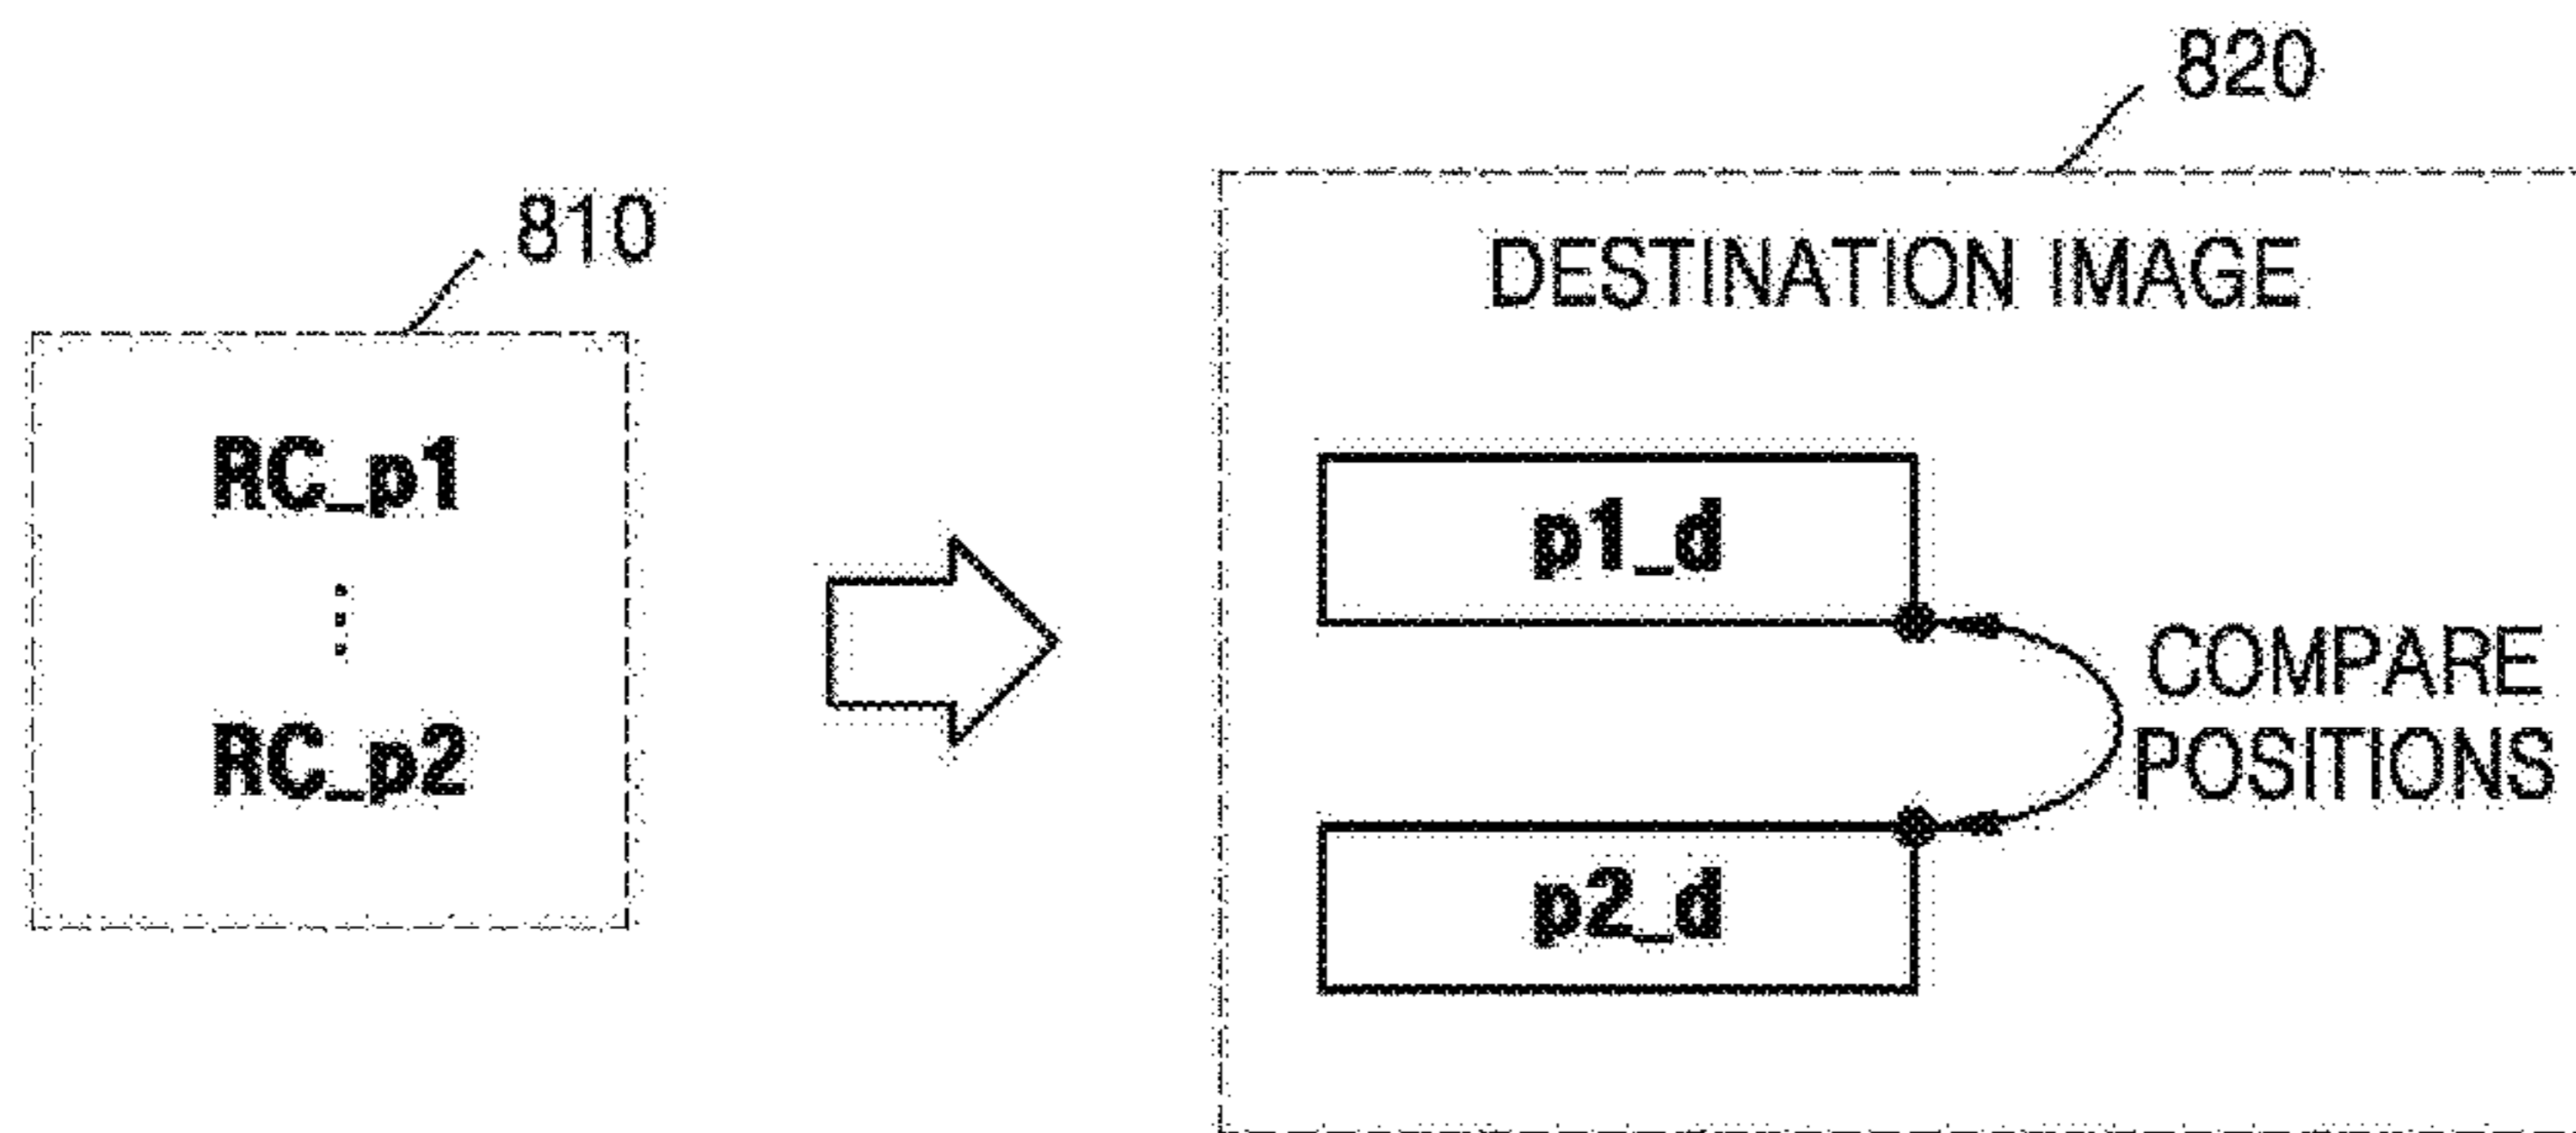 810
RC_p1
⋮
RC_p2
820
DESTINATION IMAGE
p1_d
COMPARE
POSITIONS
p2_d